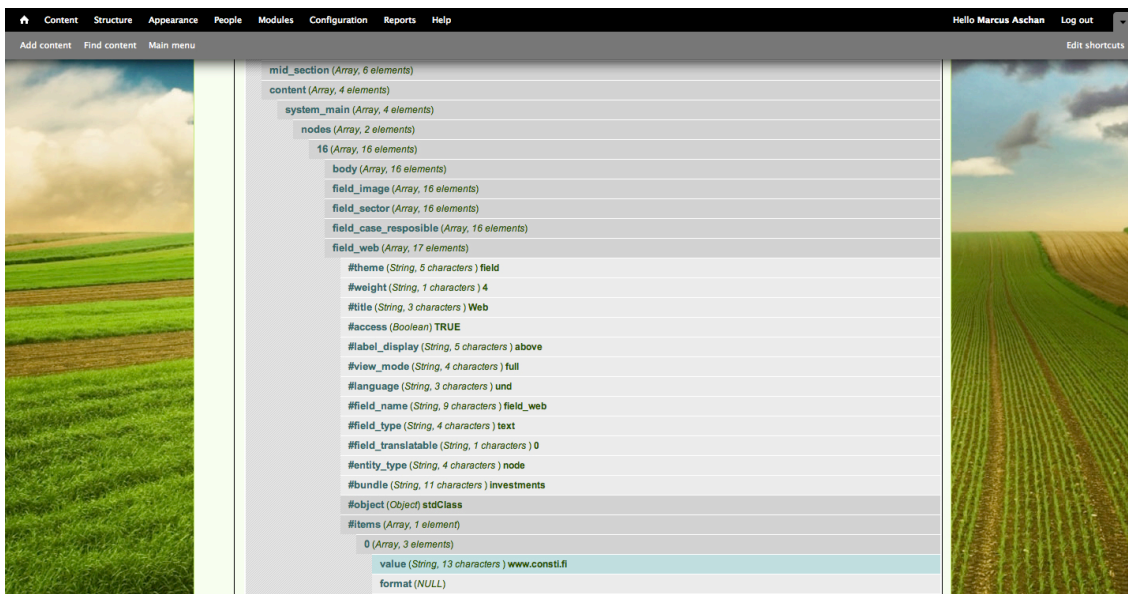 Content Structure Appearance People Modules Configuration Reports Help Hello Marcus Aschan Log out
Add content Find content Main menu Edit shortcuts
mid_section (Array, 6 elements)
content (Array, 4 elements)
system_main (Array, 4 elements)
nodes (Array, 2 elements)
16 (Array, 16 elements)
body (Array, 16 elements)
field_image (Array, 16 elements)
field_sector (Array, 16 elements)
field_case_resposible (Array, 16 elements)
field_web (Array, 17 elements)
#theme (String, 5 characters ) field
#weight (String, 1 characters ) 4
#title (String, 3 characters ) Web
#access (Boolean) TRUE
#label_display (String, 5 characters ) above
#view_mode (String, 4 characters ) full
#language (String, 3 characters ) und
#field_name (String, 9 characters ) field_web
#field_type (String, 4 characters ) text
#field_translatable (String, 1 characters ) 0
#entity_type (String, 4 characters ) node
#bundle (String, 11 characters ) investments
#object (Object) stdClass
#items (Array, 1 element)
0 (Array, 3 elements)
value (String, 13 characters ) www.consti.fi
format (NULL)